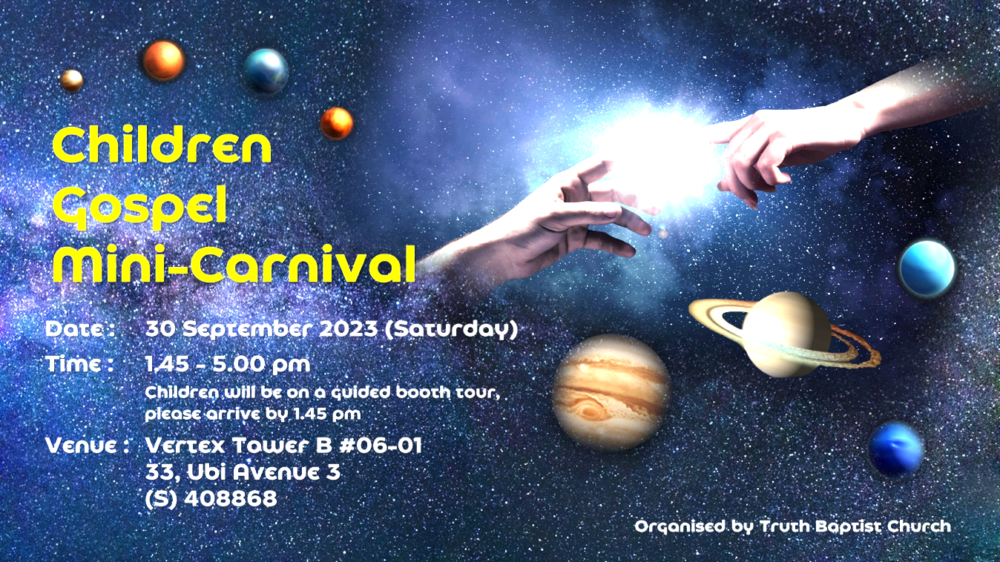 Children
Gospel
Mini-Carnival
Date : 30 September 2023 (Saturday)
Time : 1.45 - 5.00 pm
Children will be on a guided booth tour,
please arrive by 1.45 pm
Venue : Vertex Tower B #06-01
33, Ubi Avenue 3
(S) 408868
Organised by Truth Baptist Church